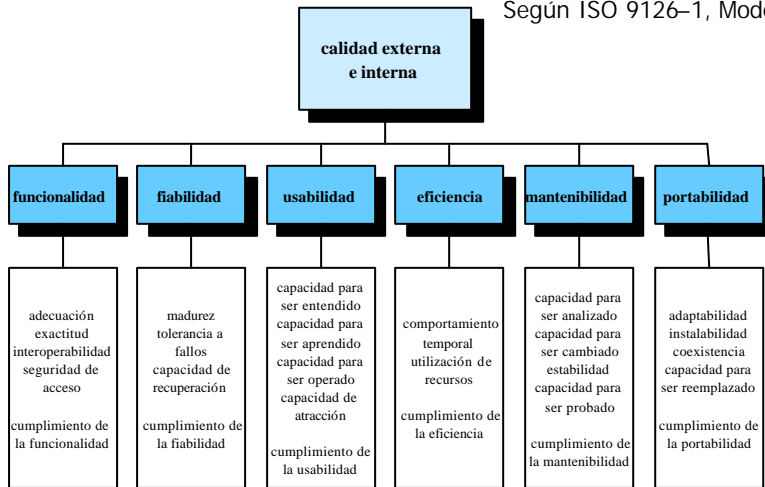 Según ISO 9126–1, Mode
calidad externa
e interna
funcionalidad
fiabilidad
usabilidad
eficiencia
mantenibilidad
portabilidad
adecuación
exactitud
interoperabilidad
seguridad de
acceso
cumplimiento de
la funcionalidad
madurez
tolerancia a
fallos
capacidad de
recuperación
cumplimiento de
la fiabilidad
capacidad para
ser entendido
capacidad para
ser aprendido
capacidad para
ser operado
capacidad de
atracción
cumplimiento de
la usabilidad
comportamiento
temporal
utilización de
recursos
cumplimiento de
la eficiencia
capacidad para
ser analizado
capacidad para
ser cambiado
estabilidad
capacidad para
ser probado
cumplimiento de
la mantenibilidad
adaptabilidad
instalabilidad
coexistencia
capacidad para
ser reemplazado
cumplimiento de
la portabilidad